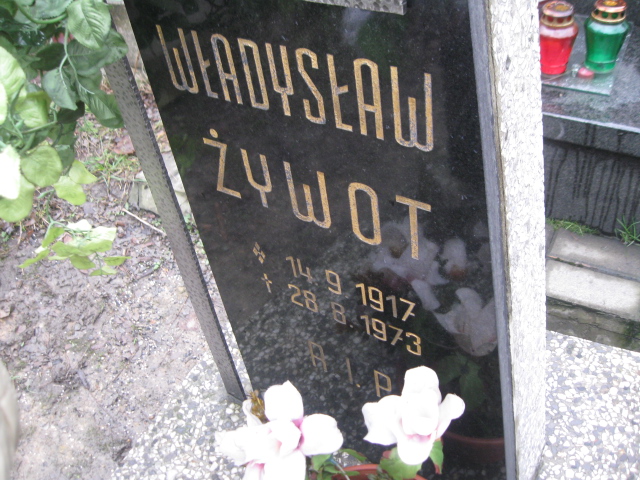 WŁADYSŁAW
ŻYWOT
* 14 9 1917
† 28.8.1973
R.I.P